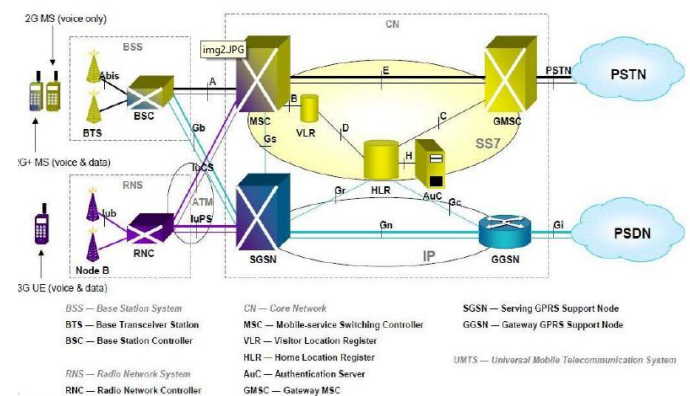 2G MS (voice only)
CN
BSS
img2.JPG
Abis
A
E
PSTN
PSTN
BSC
MSC
B
VLR
GMSC
BTS
Gb
Gs
D
C
SS7
G+ MS (voice & data)
IuCS
H
RNS
ATM
HLR
AuC
Gr
Gc
Iub
IuPS
Gn
Gi
PSDN
Node B
RNC
SGSN
IP
GGSN
3G UE (voice & data)
BSS — Base Station System
CN — Core Network
SGSN — Serving GPRS Support Node
BTS — Base Transceiver Station
MSC — Mobile-service Switching Controller
GGSN — Gateway GPRS Support Node
BSC — Base Station Controller
VLR — Visitor Location Register
HLR — Home Location Register
UMTS — Universal Mobile Telecommunication System
RNS — Radio Network System
AuC — Authentication Server
RNC — Radio Network Controller
GMSC — Gateway MSC